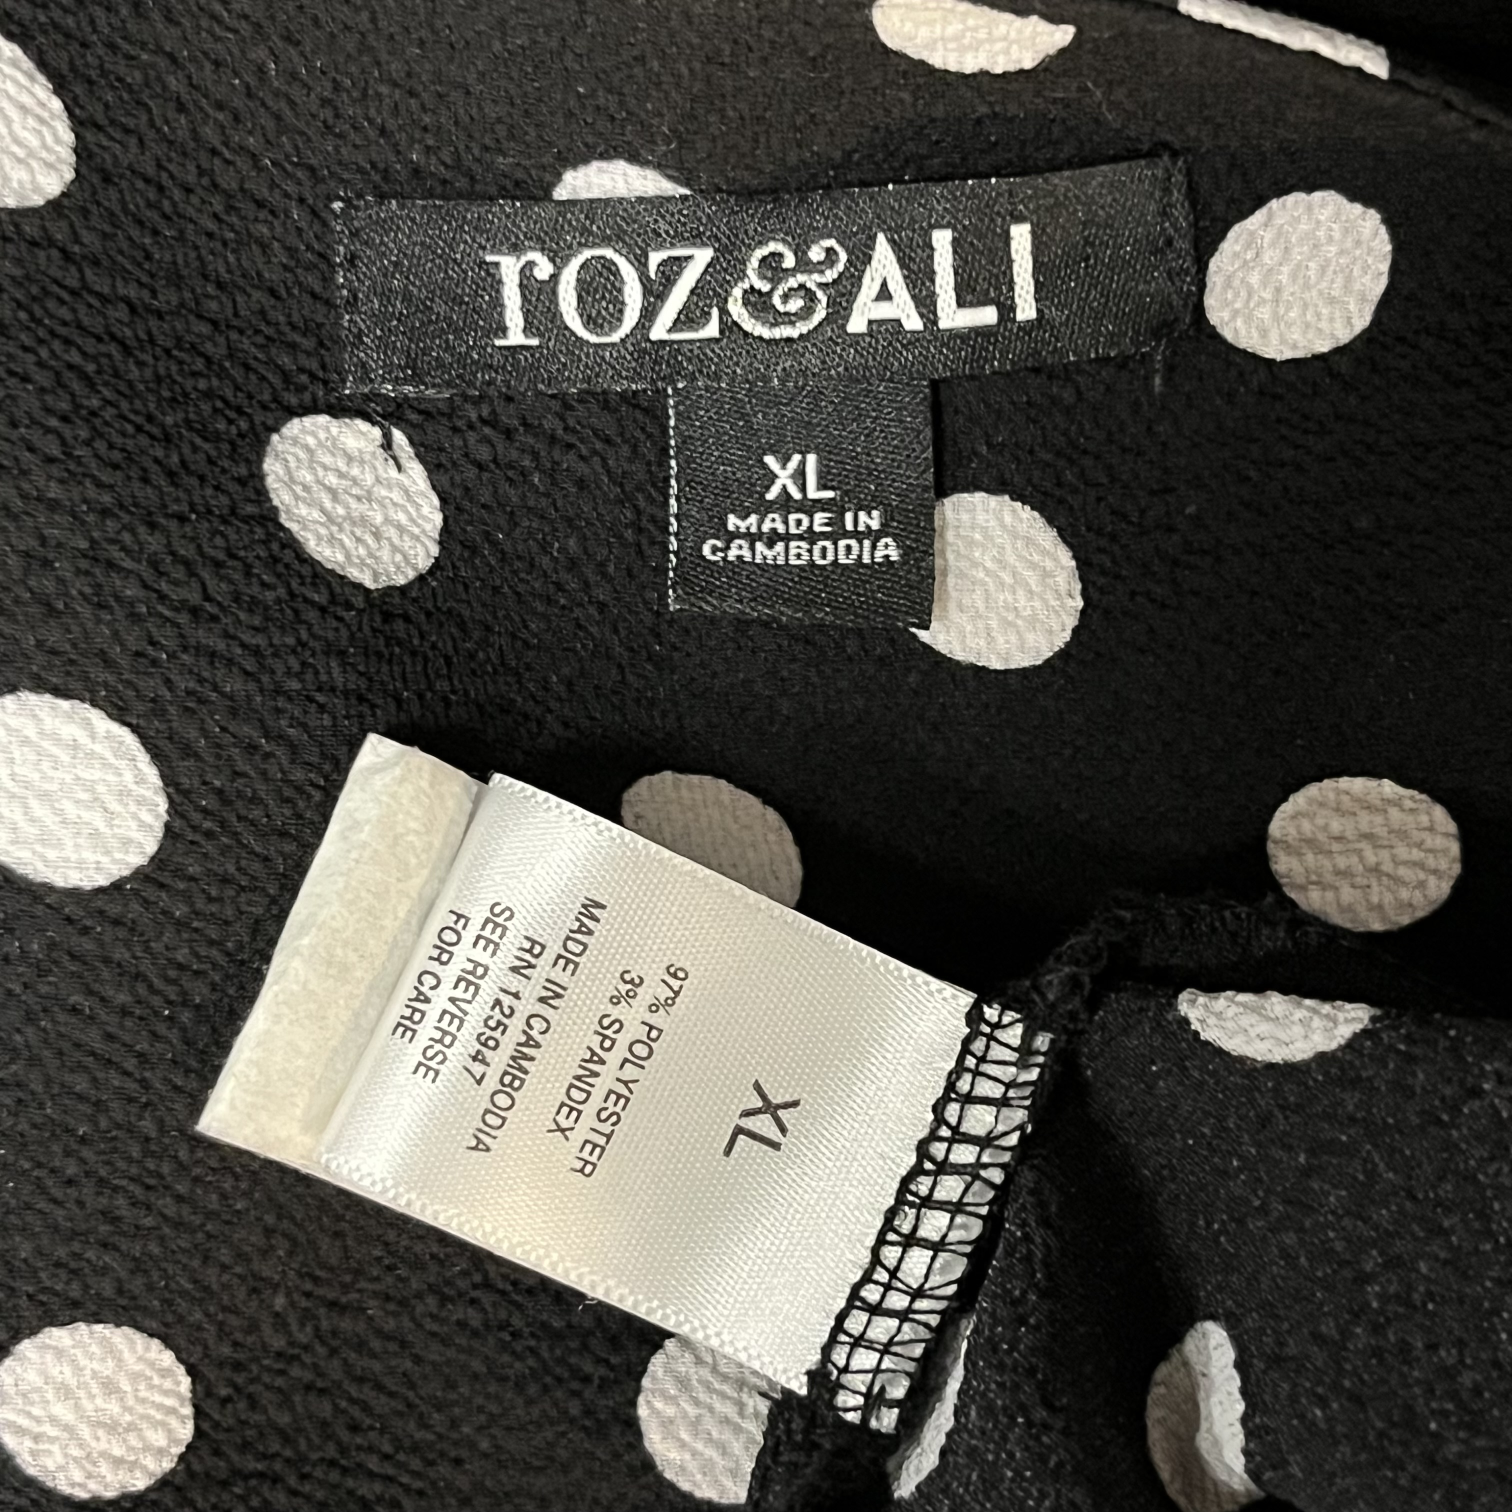 roz&ALI
XL
MADE IN
CAMBODIA
XL
97% POLYESTER
3% SPANDEX
MADE IN CAMBODIA
RN 125947
SEE REVERSE
FOR CARE